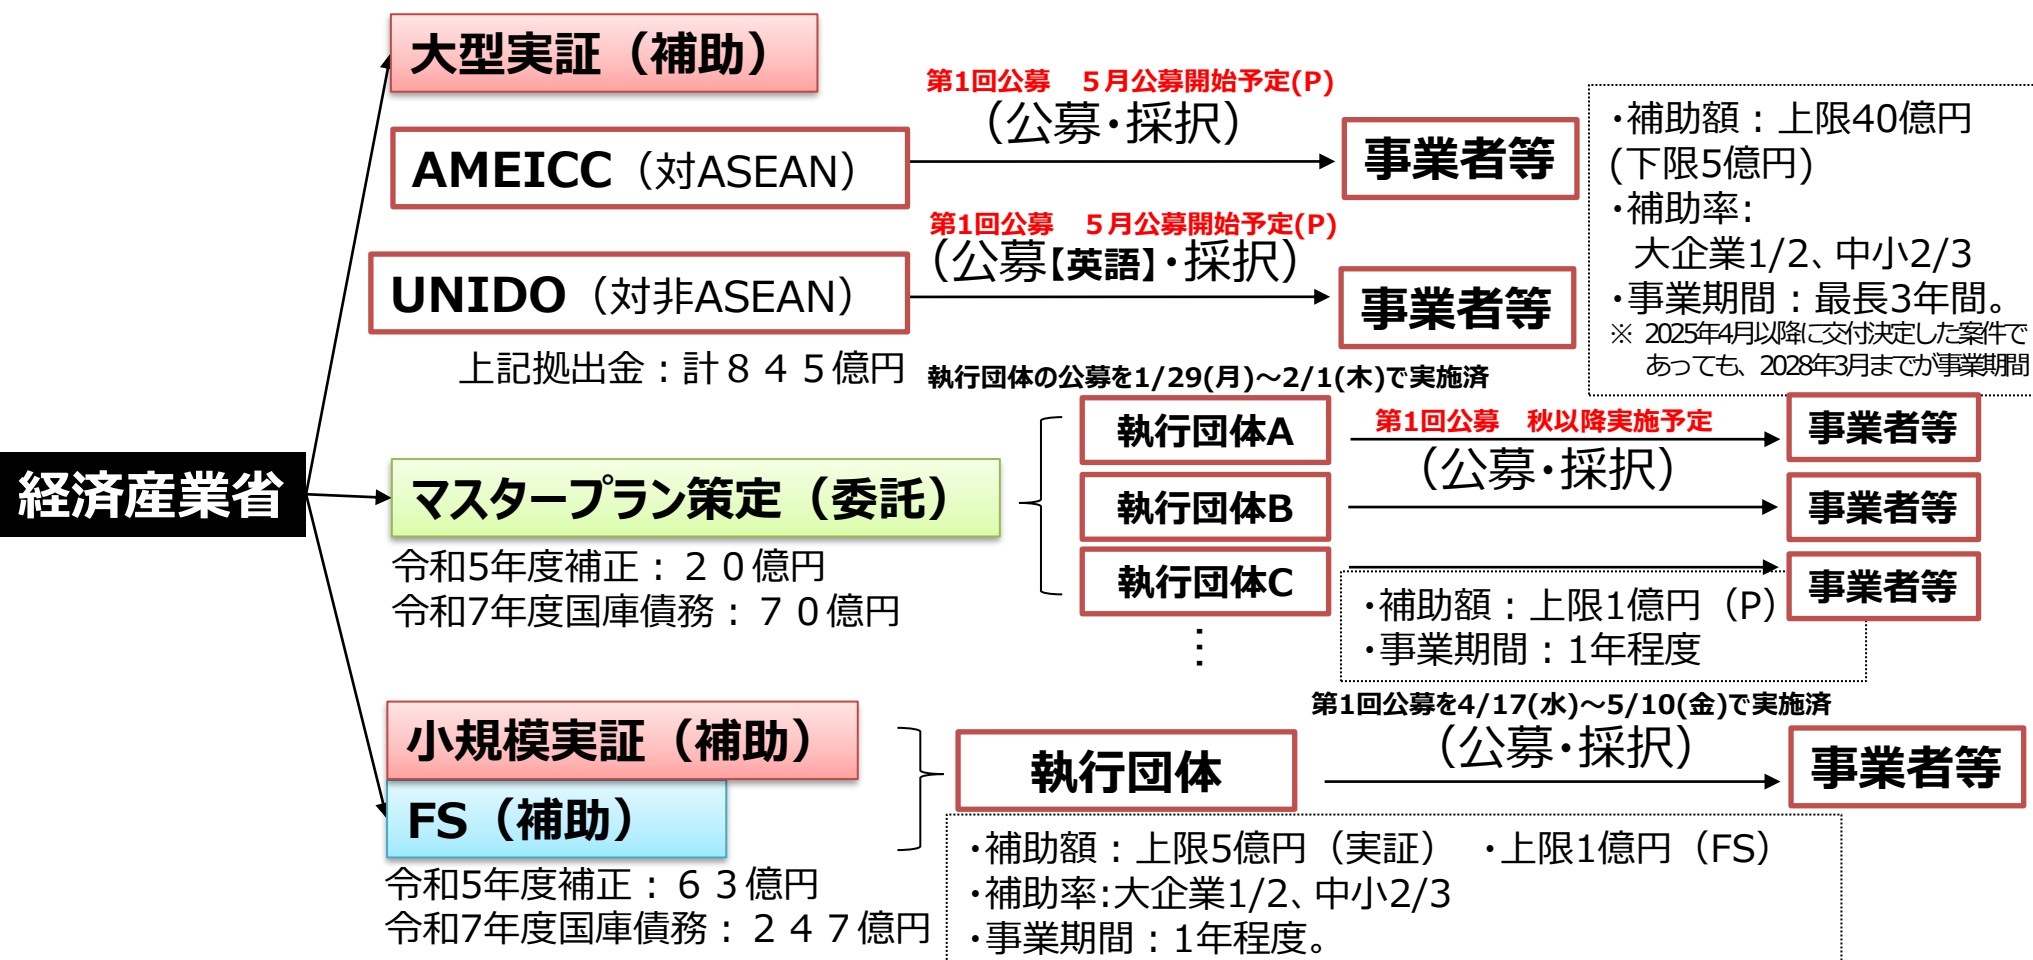 大型実証（補助）
第1回公募　５月公募開始予定(P)
（公募・採択）
AMEICC（対ASEAN）
事業者等
・補助額：上限40億円
(下限5億円)
・補助率:
大企業1/2、中小2/3
・事業期間：最長3年間。
※ 2025年4月以降に交付決定した案件で
あっても、2028年3月までが事業期間
第1回公募　５月公募開始予定(P)
（公募【英語】・採択）
UNIDO（対非ASEAN）
事業者等
上記拠出金：計８４５億円
執行団体の公募を1/29(月)～2/1(木)で実施済
経済産業省
マスタープラン策定（委託）
令和5年度補正：２０億円
令和7年度国庫債務：７０億円
執行団体A
第1回公募　秋以降実施予定
（公募・採択）
事業者等
執行団体B
事業者等
執行団体C
事業者等
・補助額：上限1億円（P）
・事業期間：1年程度
⋮
第1回公募を4/17(水)～5/10(金)で実施済
小規模実証（補助）
FS（補助）
執行団体
（公募・採択）
事業者等
令和5年度補正：６３億円
令和7年度国庫債務：２４７億円
・補助額：上限5億円（実証）　・上限1億円（FS）
・補助率:大企業1/2、中小2/3
・事業期間：1年程度。